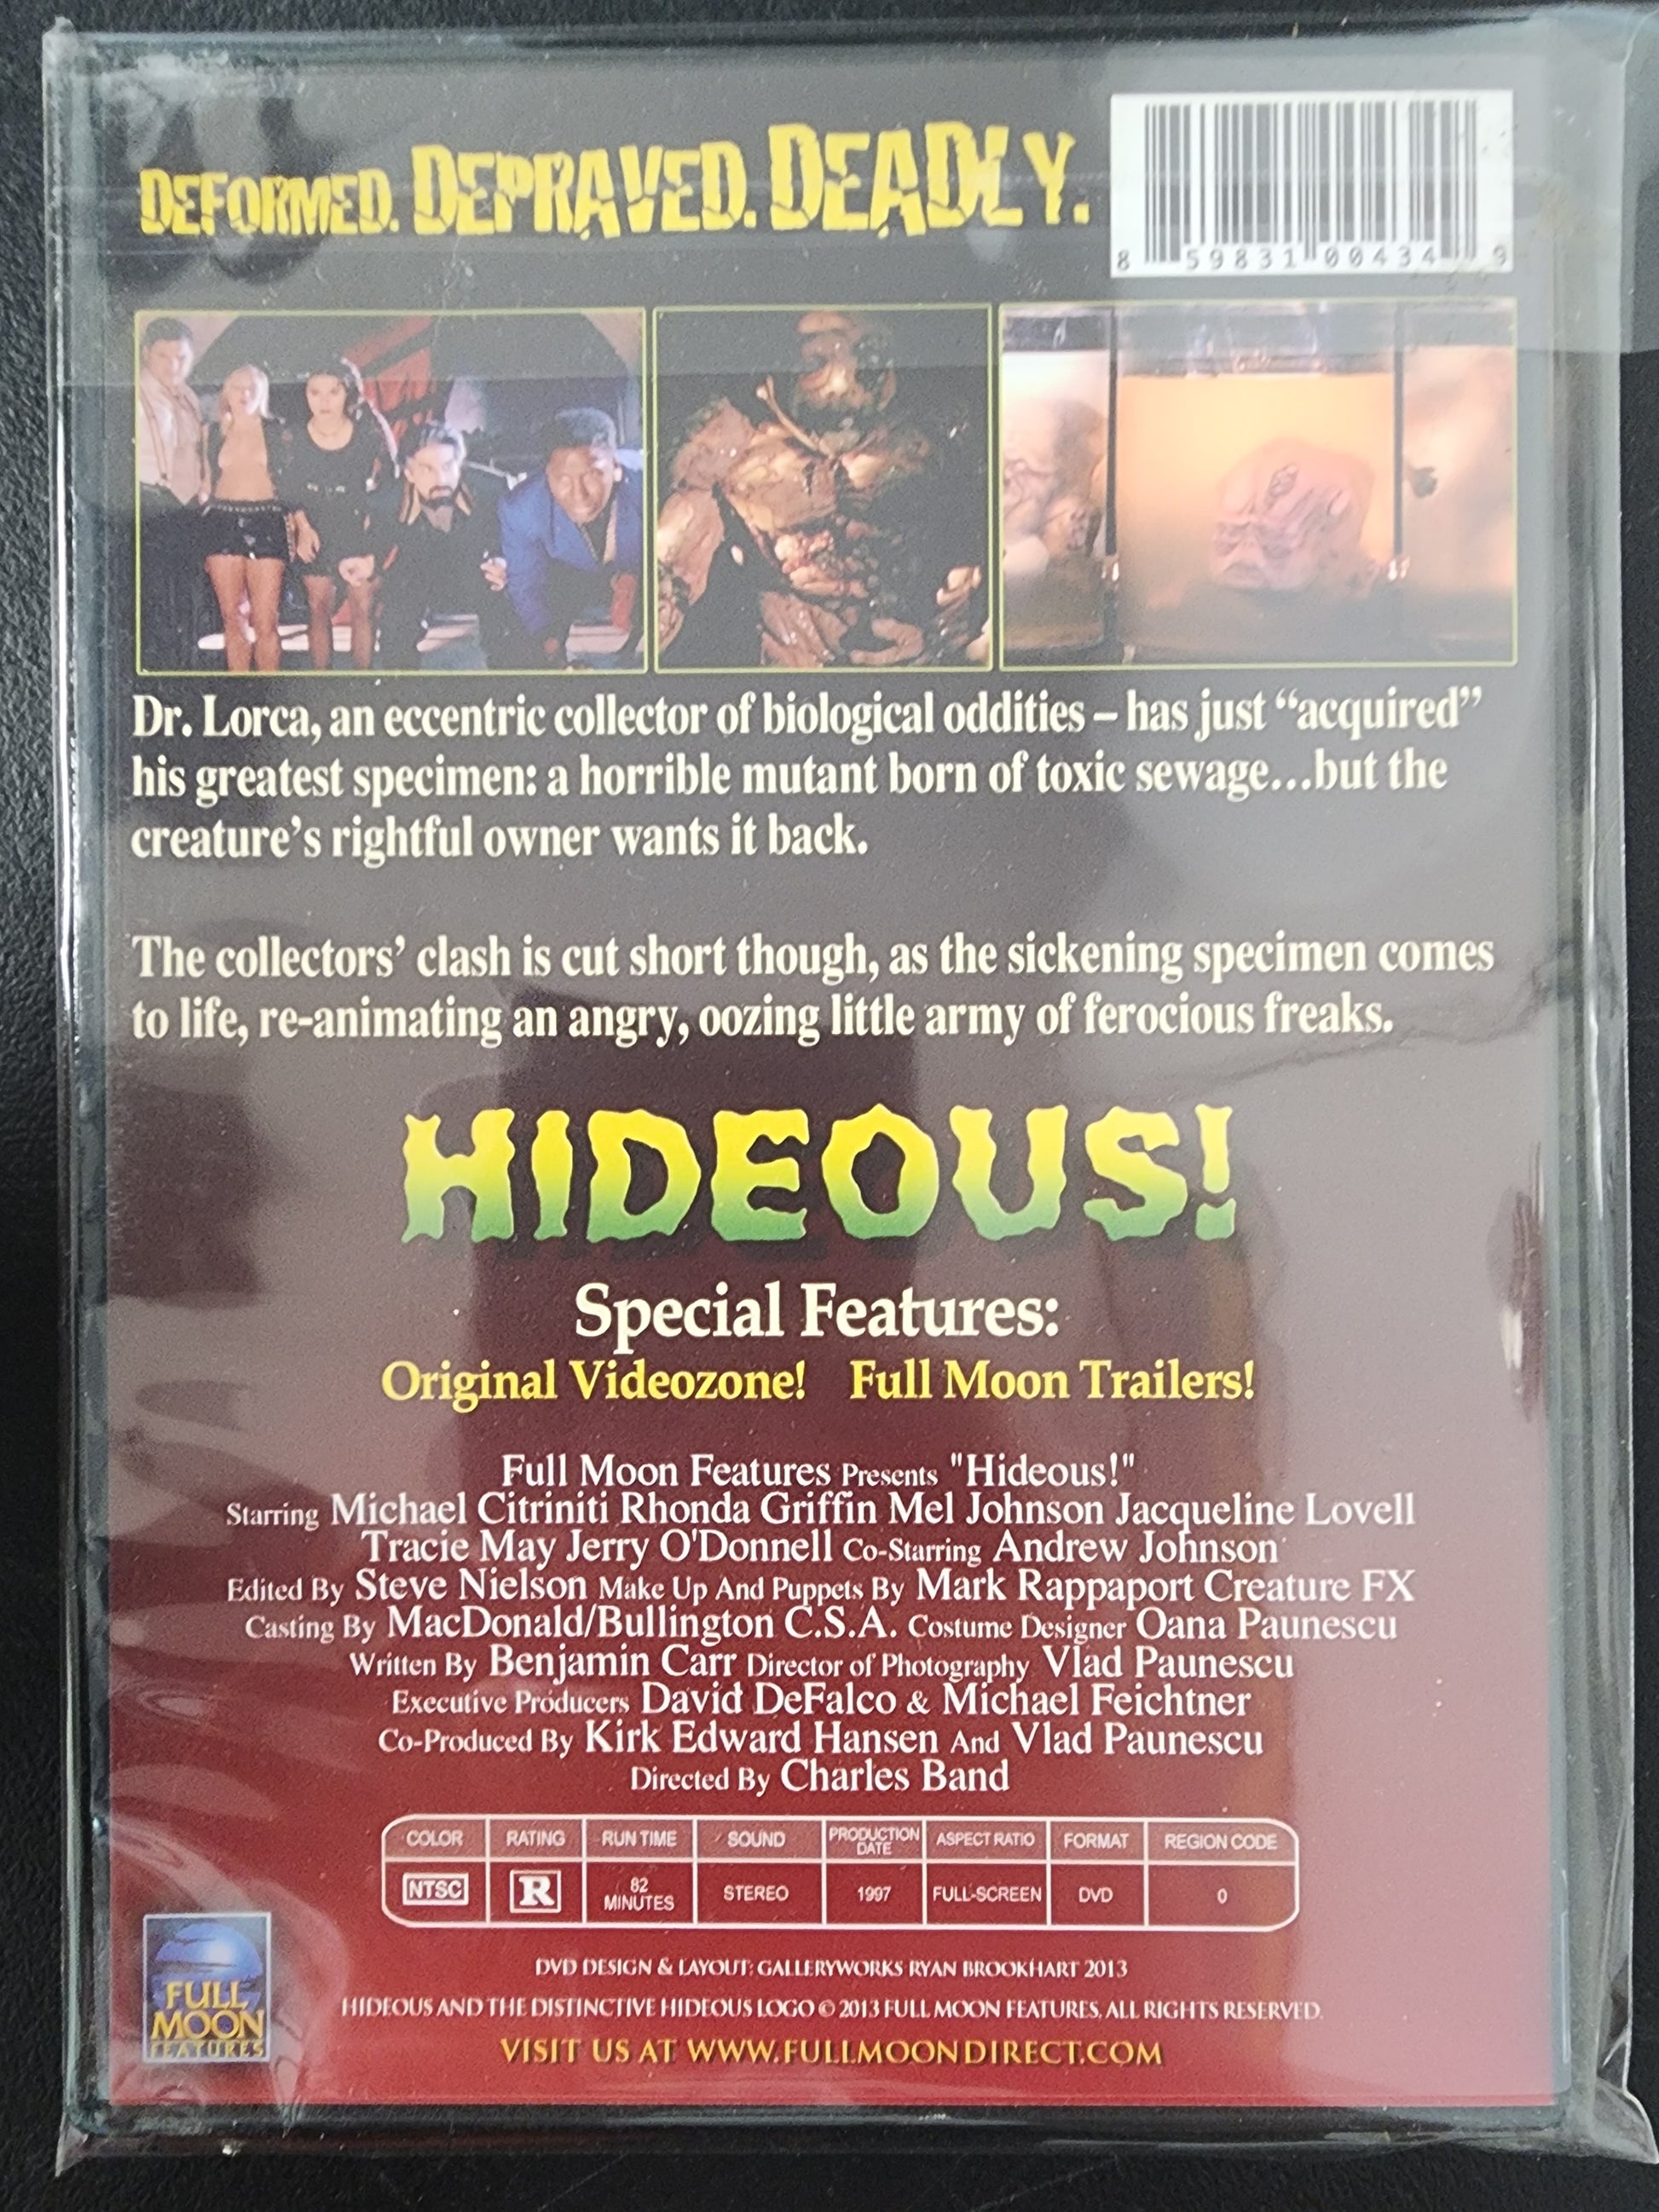 DEFORMED. DEPRAVED. DEADLY.
8 59831 00434 9
Dr. Lorca, an eccentric collector of biological oddities – has just “acquired”
his greatest specimen: a horrible mutant born of toxic sewage...but the
creature’s rightful owner wants it back.
The collectors’ clash is cut short though, as the sickening specimen comes
to life, re-animating an angry, oozing little army of ferocious freaks.
HIDEOUS!
Special Features:
Original Videozone! Full Moon Trailers!
Full Moon Features Presents "Hideous!"
Starring Michael Citriniti Rhonda Griffin Mel Johnson Jacqueline Lovell
Tracie May Jerry O'Donnell Co-Starring Andrew Johnson
Edited By Steve Nielson Make Up And Puppets By Mark Rappaport Creature FX
Casting By MacDonald/Bullington C.S.A. Costume Designer Oana Paunescu
Written By Benjamin Carr Director of Photography Vlad Paunescu
Executive Producers David DeFalco & Michael Feichtner
Co-Produced By Kirk Edward Hansen And Vlad Paunescu
Directed By Charles Band
COLOR RATING RUN TIME SOUND PRODUCTION DATE ASPECT RATIO FORMAT REGION CODE
NTSC R 82 MINUTES STEREO 1997 FULL-SCREEN DVD 0
FULL
MOON
FEATURES
DVD DESIGN & LAYOUT: GALLERYWORKS RYAN BROOKHART 2013
HIDEOUS AND THE DISTINCTIVE HIDEOUS LOGO © 2013 FULL MOON FEATURES, ALL RIGHTS RESERVED.
VISIT US AT WWW.FULLMOONDIRECT.COM